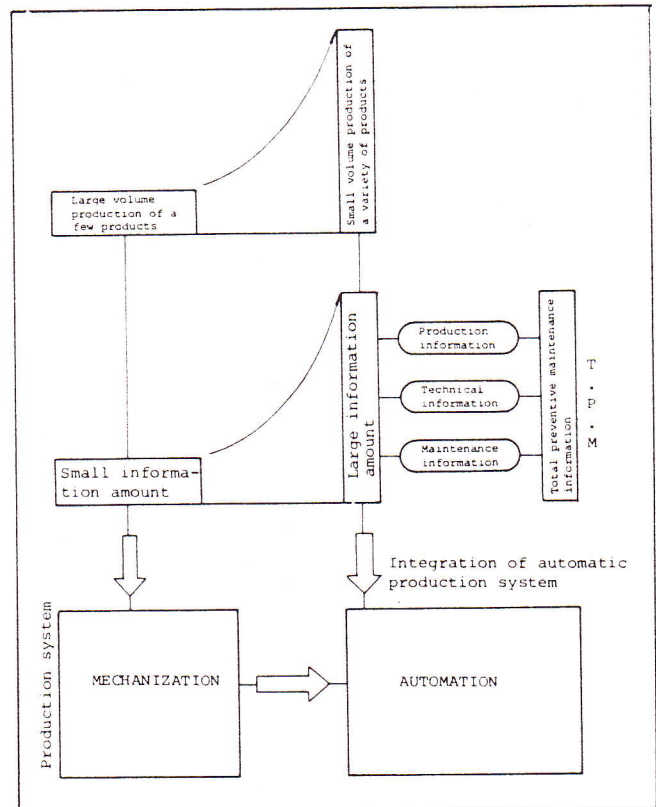 Small volume production of
a variety of products
Large volume
production of a
few products
Large information
amount
Production
information
Technical
information
Maintenance
information
Total preventive maintenance
information
T.P.M
Small informa-
tion amount
Integration of automatic
production system
Production system
MECHANIZATION
AUTOMATION